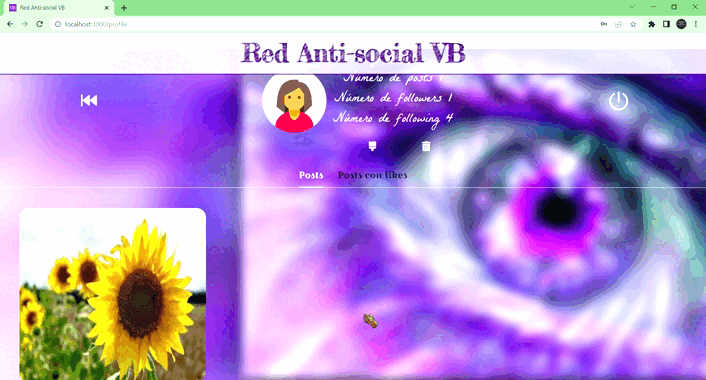 VB Red Anti-social VB
localhost:3000/profile
Red Anti-social VB
Número de posts 1
Número de followers 1
Número de following 4
Posts Posts con likes